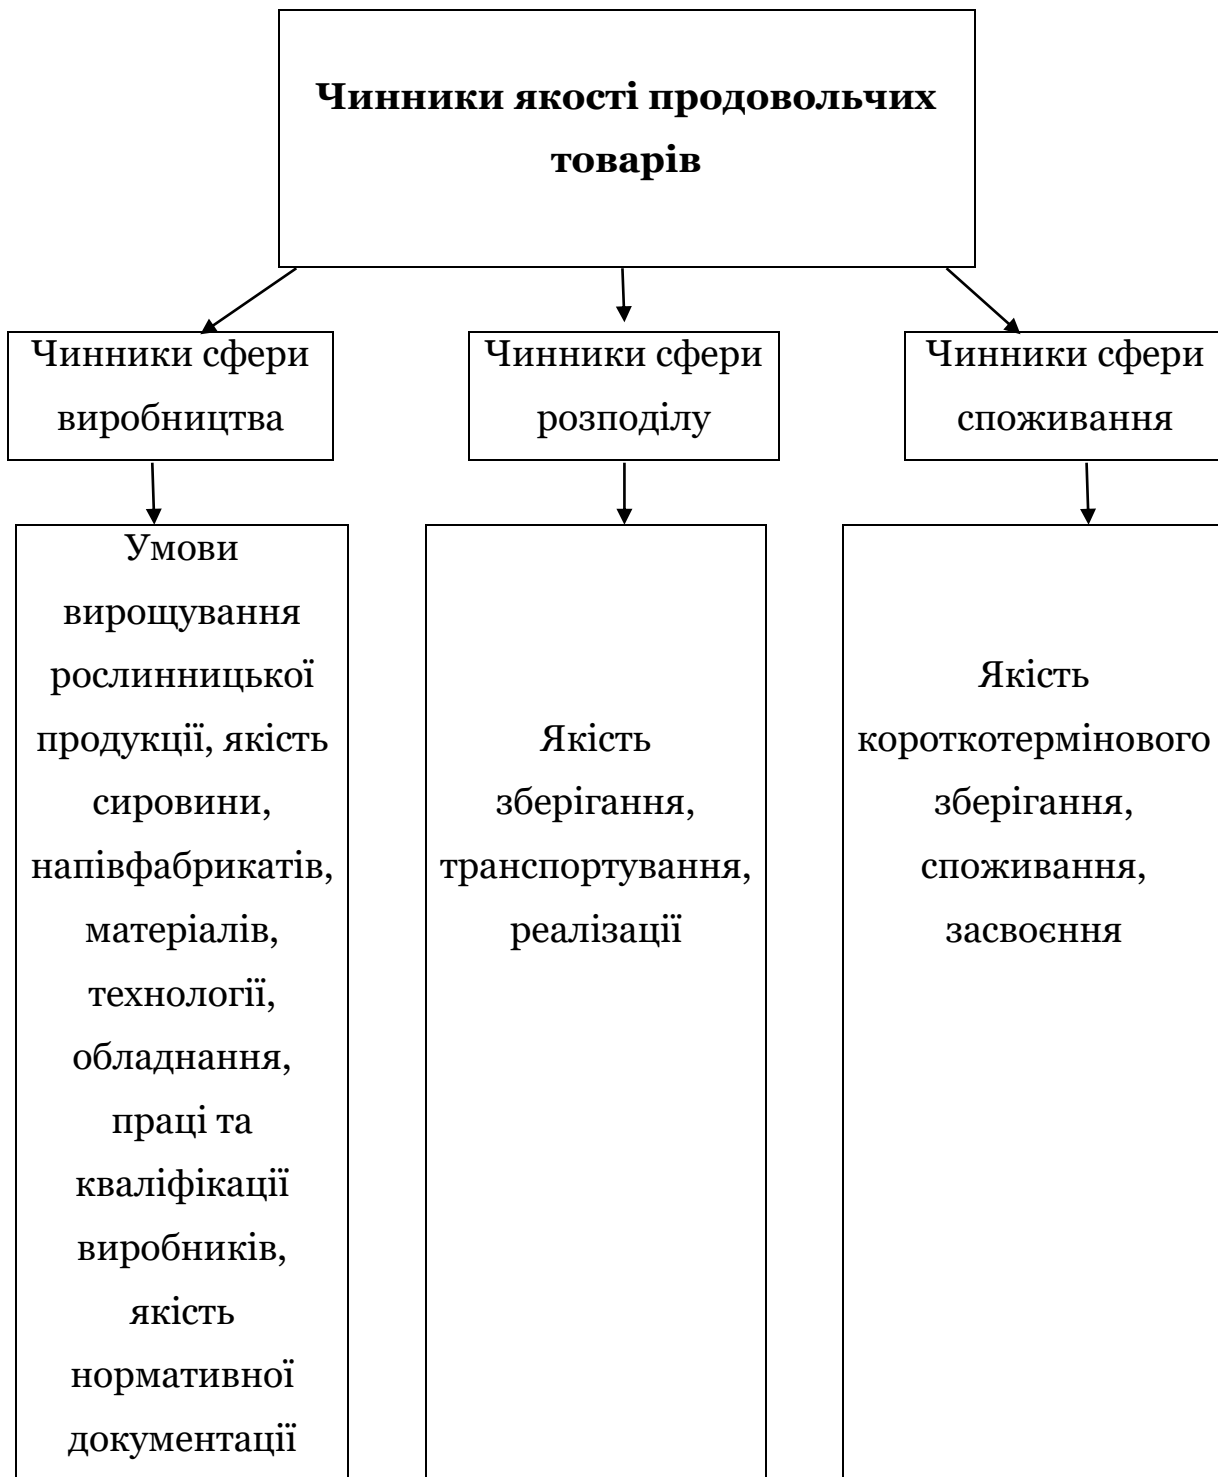 Чинники якості продовольчих
товарів
Чинники сфери
виробництва
Чинники сфери
розподілу
Чинники сфери
споживання
Умови
вирощування
рослинницької
продукції, якість
сировини,
напівфабрикатів,
матеріалів,
технології,
обладнання,
праці та
кваліфікації
виробників,
якість
нормативної
документації
Якість
зберігання,
транспортування,
реалізації
Якість
короткотермінового
зберігання,
споживання,
засвоєння